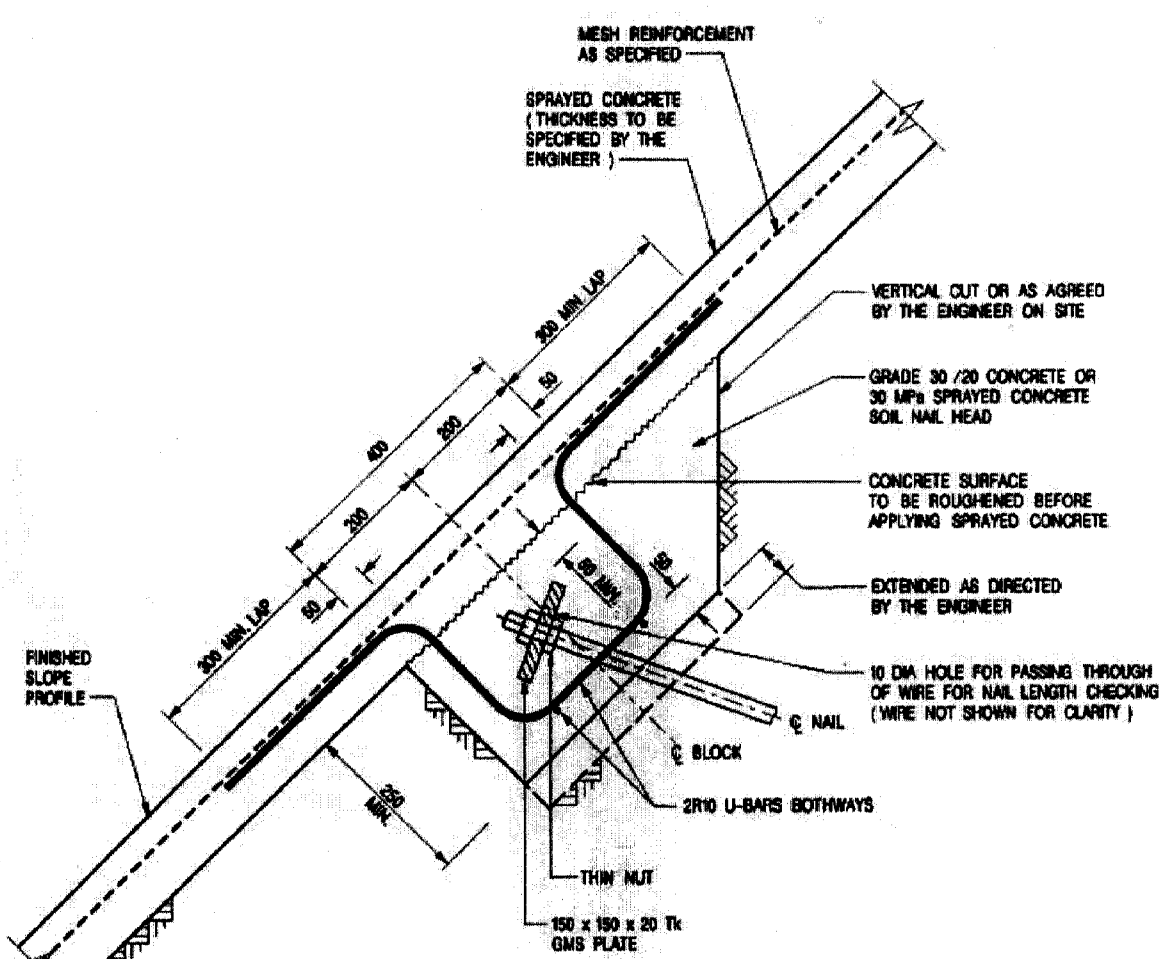 MESH REINFORCEMENT
AS SPECIFIED
SPRAYED CONCRETE
( THICKNESS TO BE
SPECIFIED BY THE
ENGINEER )
300 MIN. LAP
50
400
200
200
50
300 MIN. LAP
VERTICAL CUT OR AS AGREED
BY THE ENGINEER ON SITE
GRADE 30 /20 CONCRETE OR
30 MPa SPRAYED CONCRETE
SOIL NAIL HEAD
CONCRETE SURFACE
TO BE ROUGHENED BEFORE
APPLYING SPRAYED CONCRETE
50 MIN.
EXTENDED AS DIRECTED
BY THE ENGINEER
FINISHED
SLOPE
PROFILE
10 DIA HOLE FOR PASSING THROUGH
OF WIRE FOR NAIL LENGTH CHECKING
( WIRE NOT SHOWN FOR CLARITY )
℄ NAIL
℄ BLOCK
250
MIN.
2R10 U-BARS BOTHWAYS
THIN NUT
150 x 150 x 20 Tk
GMS PLATE